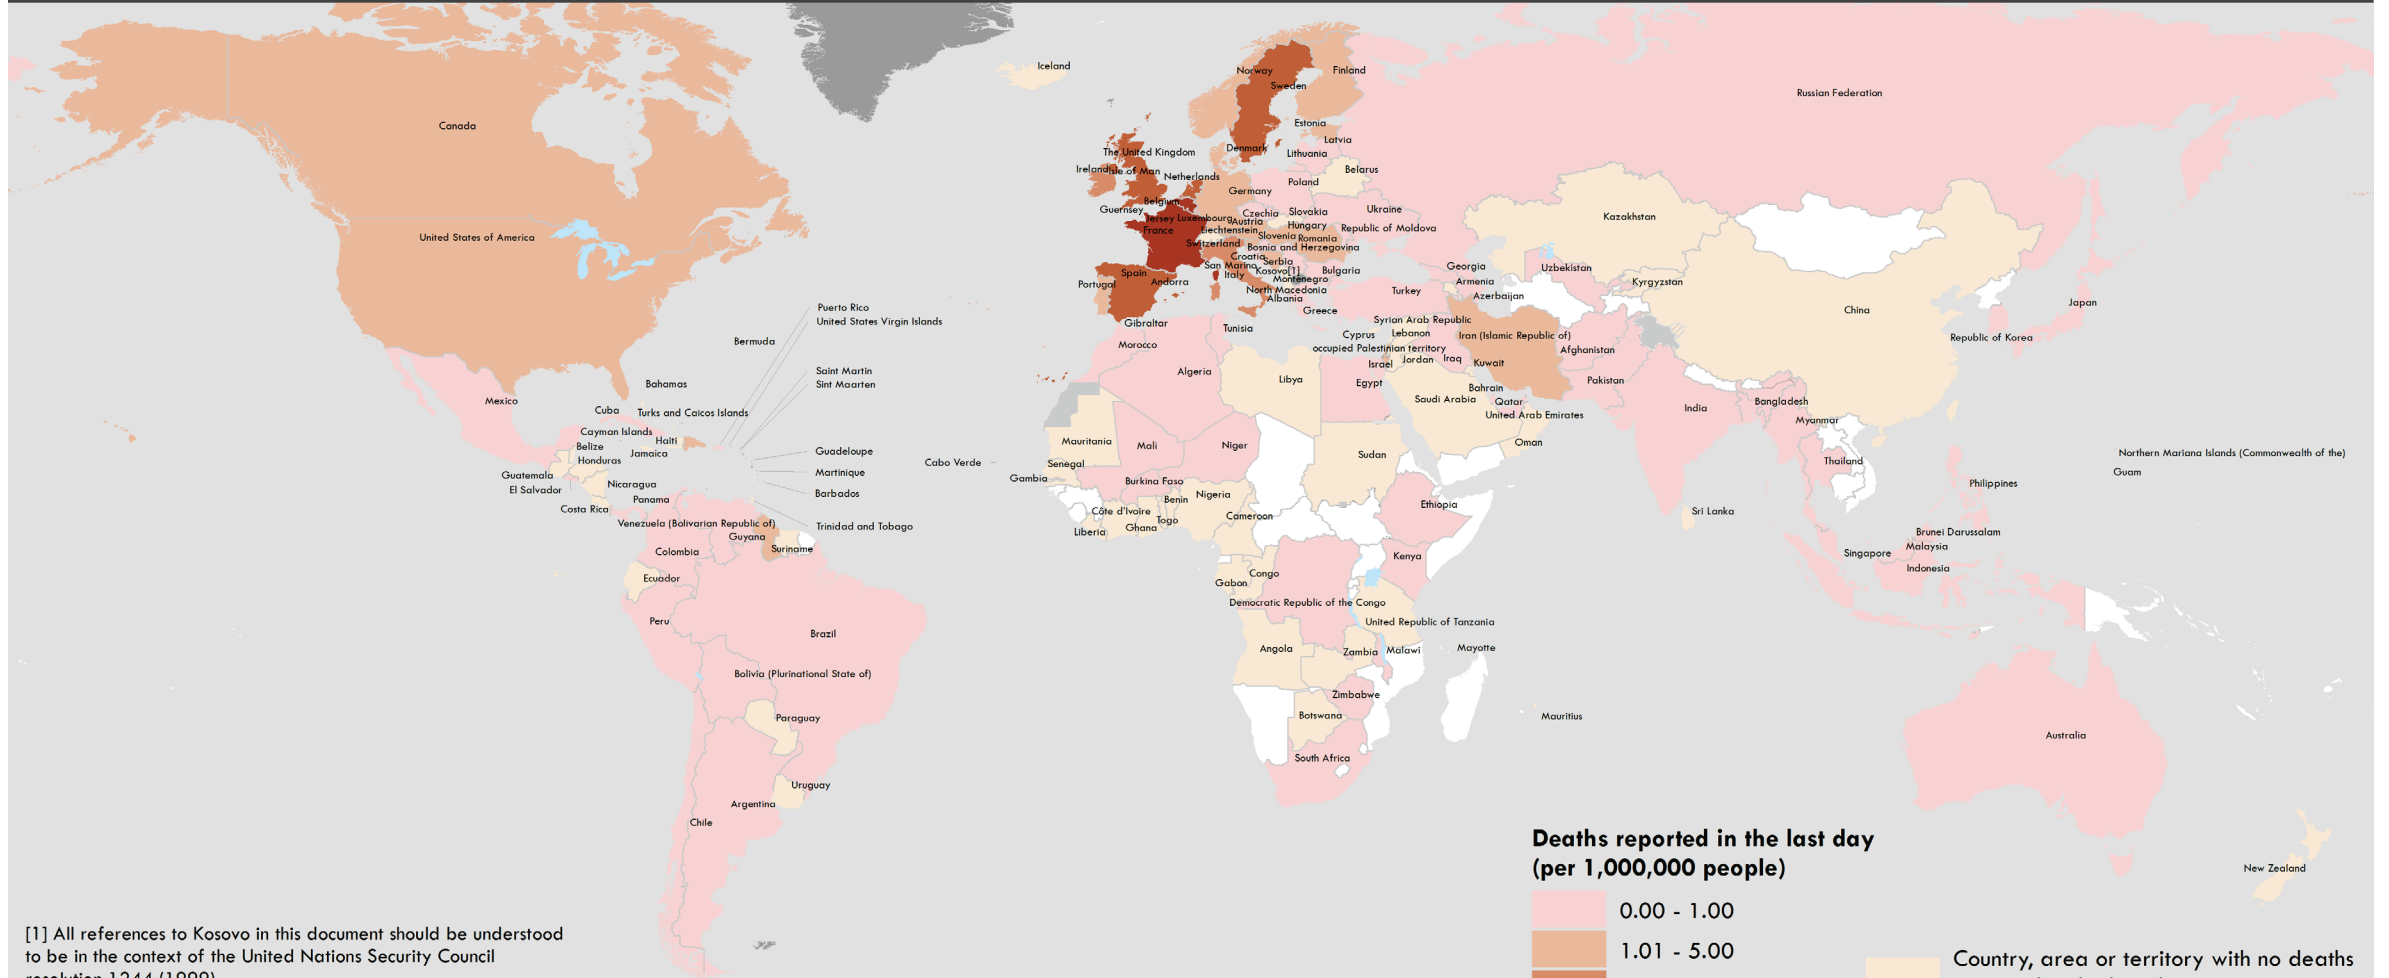 Iceland
Norway
Finland
Sweden
Russian Federation
Canada
Estonia
Latvia
Denmark
Lithuania
The United Kingdom
Ireland
Isle of Man
Netherlands
Belarus
Poland
Germany
Belgium
Guernsey
Jersey
Luxembourg
Czechia
Slovakia
Ukraine
Kazakhstan
Austria
Hungary
Republic of Moldova
France
Liechtenstein
Slovenia
Romania
United States of America
Switzerland
Bosnia and Herzegovina
Croatia
Serbia
San Marino
Kosovo[1]
Bulgaria
Georgia
Uzbekistan
Spain
Italy
Andorra
Montenegro
Armenia
Kyrgyzstan
Portugal
North Macedonia
Turkey
Azerbaijan
Albania
Japan
Puerto Rico
Greece
China
United States Virgin Islands
Gibraltar
Tunisia
Syrian Arab Republic
Cyprus
Lebanon
Iran (Islamic Republic of)
Republic of Korea
Bermuda
Morocco
occupied Palestinian territory
Afghanistan
Israel
Jordan
Iraq
Kuwait
Saint Martin
Algeria
Libya
Egypt
Pakistan
Sint Maarten
Bahamas
Bahrain
Mexico
Saudi Arabia
Qatar
India
Bangladesh
Cuba
Turks and Caicos Islands
United Arab Emirates
Myanmar
Cayman Islands
Haiti
Mauritania
Mali
Niger
Oman
Belize
Jamaica
Guadeloupe
Sudan
Northern Mariana Islands (Commonwealth of the)
Honduras
Cabo Verde
Senegal
Thailand
Guatemala
Martinique
Gambia
Burkina Faso
Guam
El Salvador
Nicaragua
Barbados
Benin
Nigeria
Philippines
Panama
Costa Rica
Côte d'Ivoire
Ghana
Togo
Cameroon
Ethiopia
Sri Lanka
Venezuela (Bolivarian Republic of)
Trinidad and Tobago
Liberia
Brunei Darussalam
Guyana
Suriname
Colombia
Kenya
Singapore
Malaysia
Ecuador
Congo
Gabon
Indonesia
Democratic Republic of the Congo
Peru
Brazil
United Republic of Tanzania
Angola
Zambia
Malawi
Mayotte
Bolivia (Plurinational State of)
Zimbabwe
Paraguay
Botswana
Mauritius
Australia
South Africa
Uruguay
Argentina
Chile
New Zealand
Deaths reported in the last day
(per 1,000,000 people)
0.00 - 1.00
1.01 - 5.00
Country, area or territory with no deaths
[1] All references to Kosovo in this document should be understood
to be in the context of the United Nations Security Council
resolution 1244 (1999)